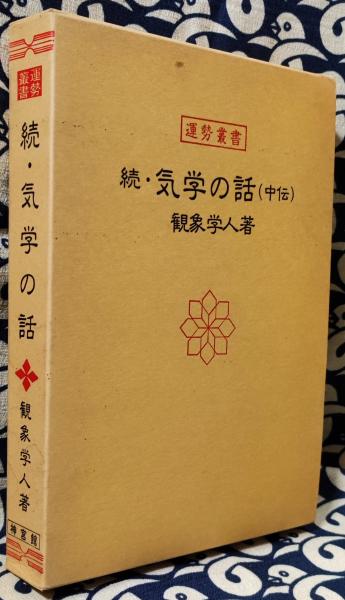 運勢叢書
続・気学の話
観象学人著
神宮館
運勢叢書
続・気学の話(中伝)
観象学人著